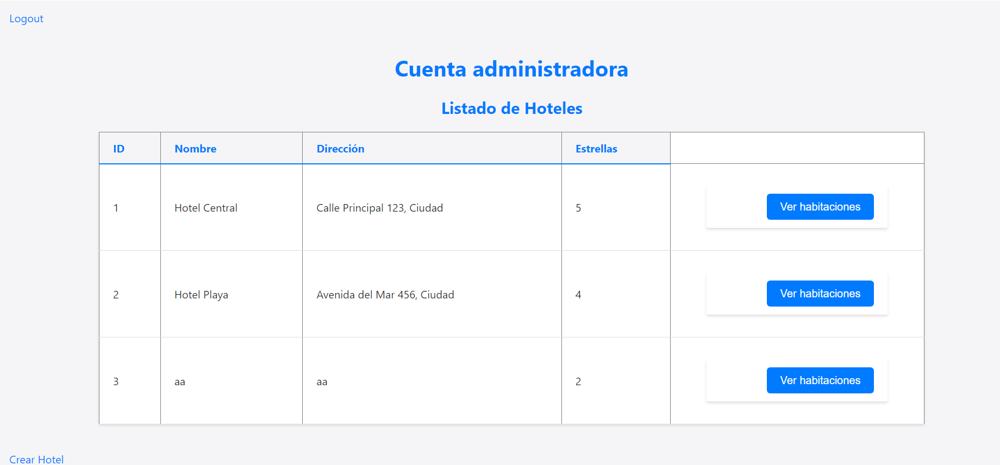 Logout
Cuenta administradora
Listado de Hoteles
ID Nombre Dirección Estrellas
1 Hotel Central Calle Principal 123, Ciudad 5 Ver habitaciones
2 Hotel Playa Avenida del Mar 456, Ciudad 4 Ver habitaciones
3 aa aa 2 Ver habitaciones
Crear Hotel